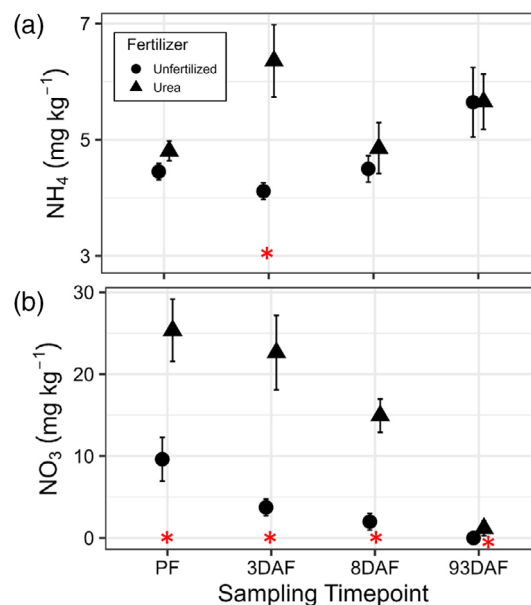 (a)
7
5
3
NH₄ (mg kg⁻¹)
Fertilizer
Unfertilized
Urea
*
(b)
30
20
10
0
NO₃ (mg kg⁻¹)
* * * *
PF 3DAF 8DAF 93DAF
Sampling Timepoint